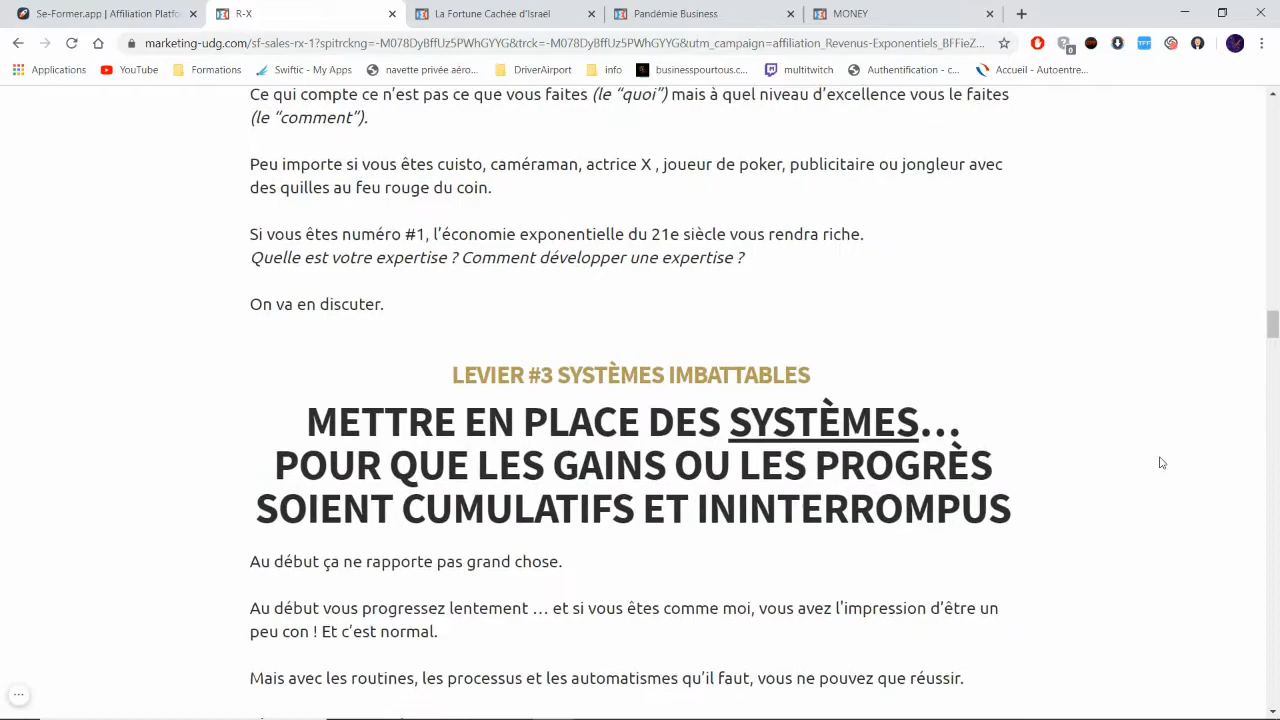 Se-Former.app | Affiliation Platfo
R-X
La Fortune Cachée d'Israël
Pandémie Business
MONEY
marketing-udg.com/sf-sales-rx-1?spitrckng=-M078DyBffUz5PWhGYYG&trck=-M078DyBffUz5PWhGYYG&utm_campaign=affiliation_Revenus-Exponentiels_BFFieZ...
Applications
YouTube
Formations
Swiftic - My Apps
navette privée aéro...
DriverAirport
info
businesspourtous.c...
multitwitch
Authentification - c...
Accueil - Autoentre...
Ce qui compte ce n'est pas ce que vous faites (le “quoi”) mais à quel niveau d'excellence vous le faites
(le “comment”).
Peu importe si vous êtes cuisto, caméraman, actrice X , joueur de poker, publicitaire ou jongleur avec
des quilles au feu rouge du coin.
Si vous êtes numéro #1, l'économie exponentielle du 21e siècle vous rendra riche.
Quelle est votre expertise ? Comment développer une expertise ?
On va en discuter.
LEVIER #3 SYSTÈMES IMBATTABLES
METTRE EN PLACE DES SYSTÈMES...
POUR QUE LES GAINS OU LES PROGRÈS
SOIENT CUMULATIFS ET ININTERROMPUS
Au début ça ne rapporte pas grand chose.
Au début vous progressez lentement … et si vous êtes comme moi, vous avez l'impression d'être un
peu con ! Et c'est normal.
Mais avec les routines, les processus et les automatismes qu'il faut, vous ne pouvez que réussir.